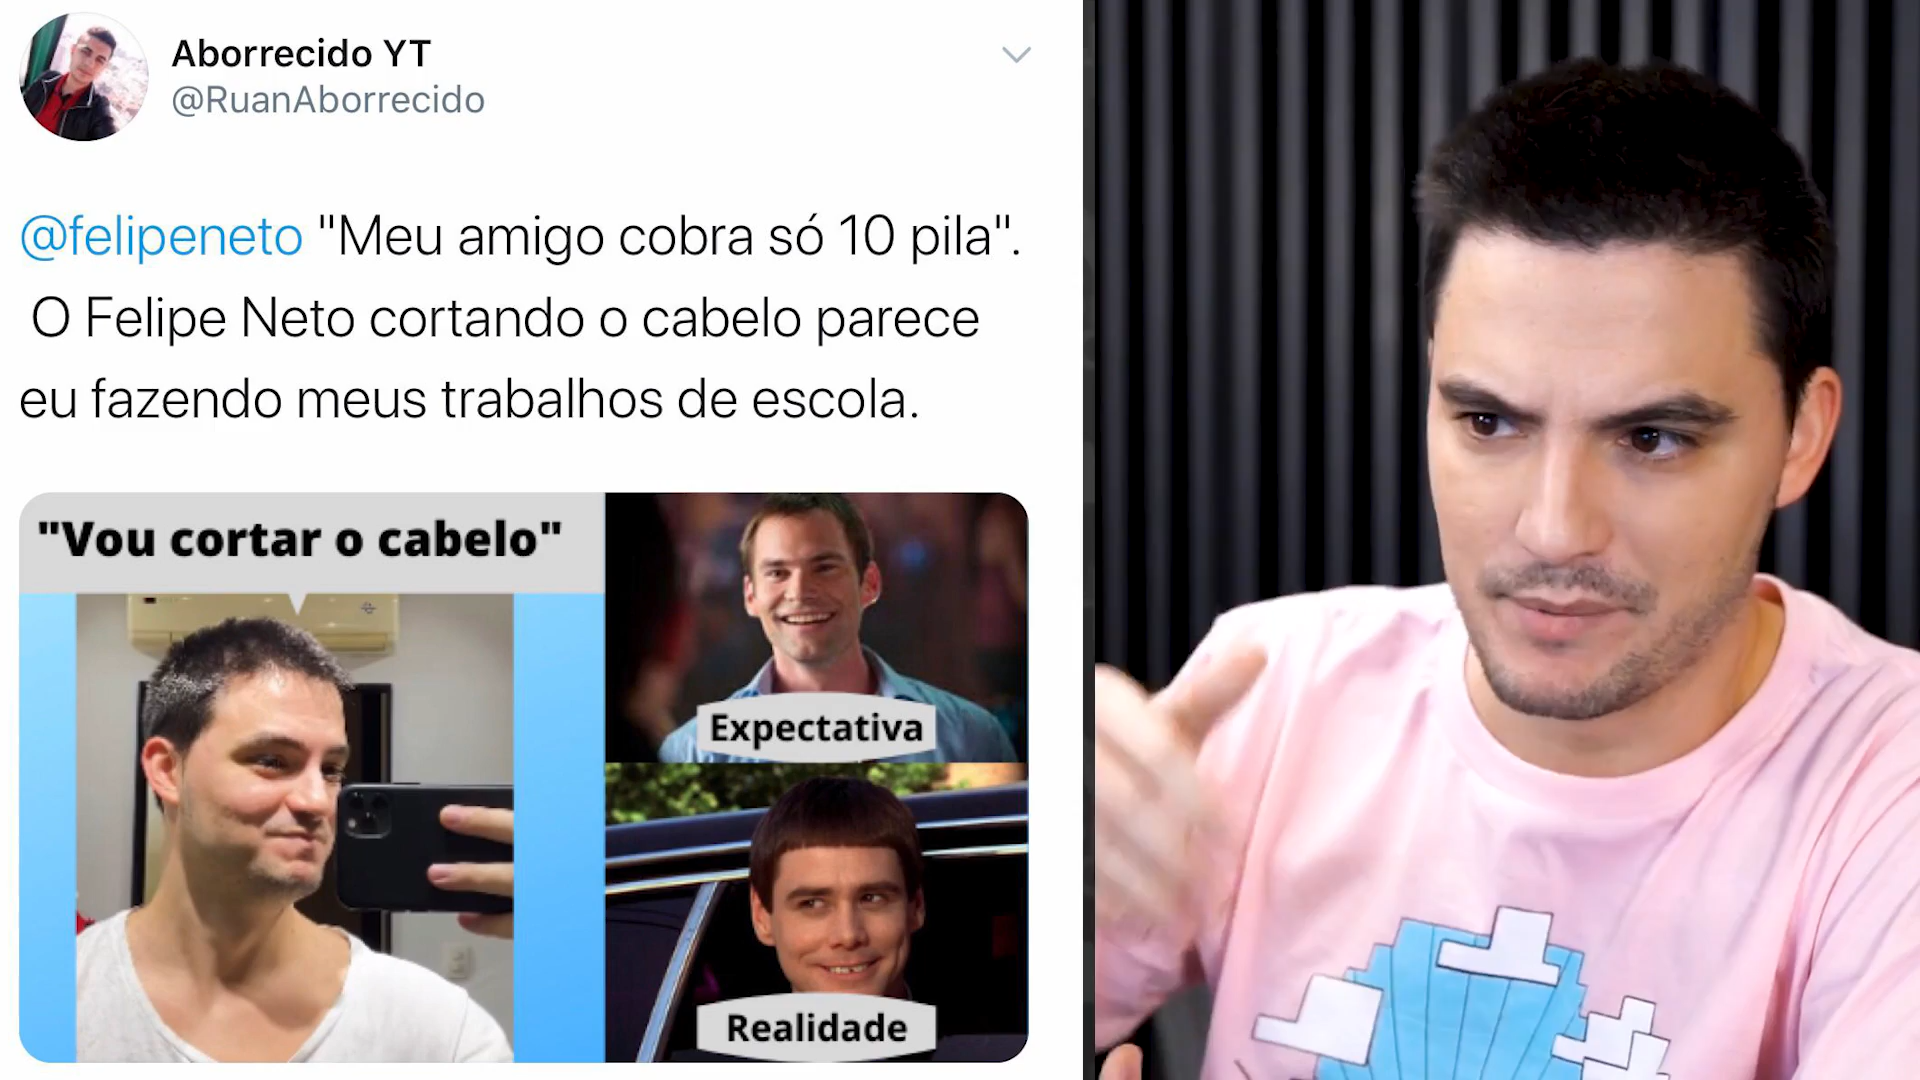 Aborrecido YT
@RuanAborrecido
@felipeneto "Meu amigo cobra só 10 pila".
O Felipe Neto cortando o cabelo parece
eu fazendo meus trabalhos de escola.
"Vou cortar o cabelo"
Expectativa
Realidade